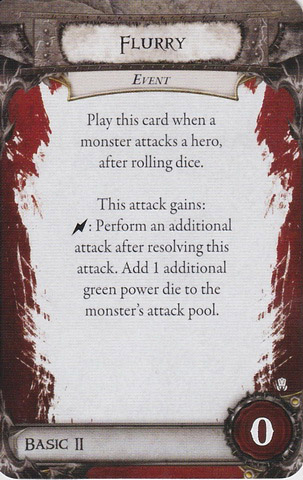 Flurry
Event
Play this card when a
monster attacks a hero,
after rolling dice.
This attack gains:
: Perform an additional
attack after resolving this
attack. Add 1 additional
green power die to the
monster's attack pool.
Basic II
0